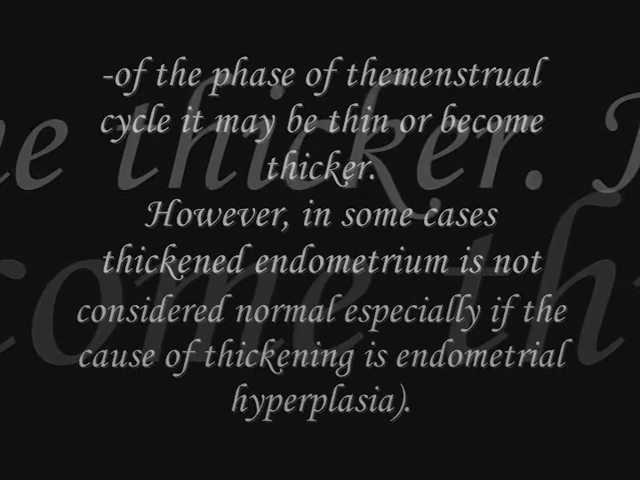 -of the phase of themenstrual
cycle it may be thin or become
thicker.
However, in some cases
thickened endometrium is not
considered normal especially if the
cause of thickening is endometrial
hyperplasia).